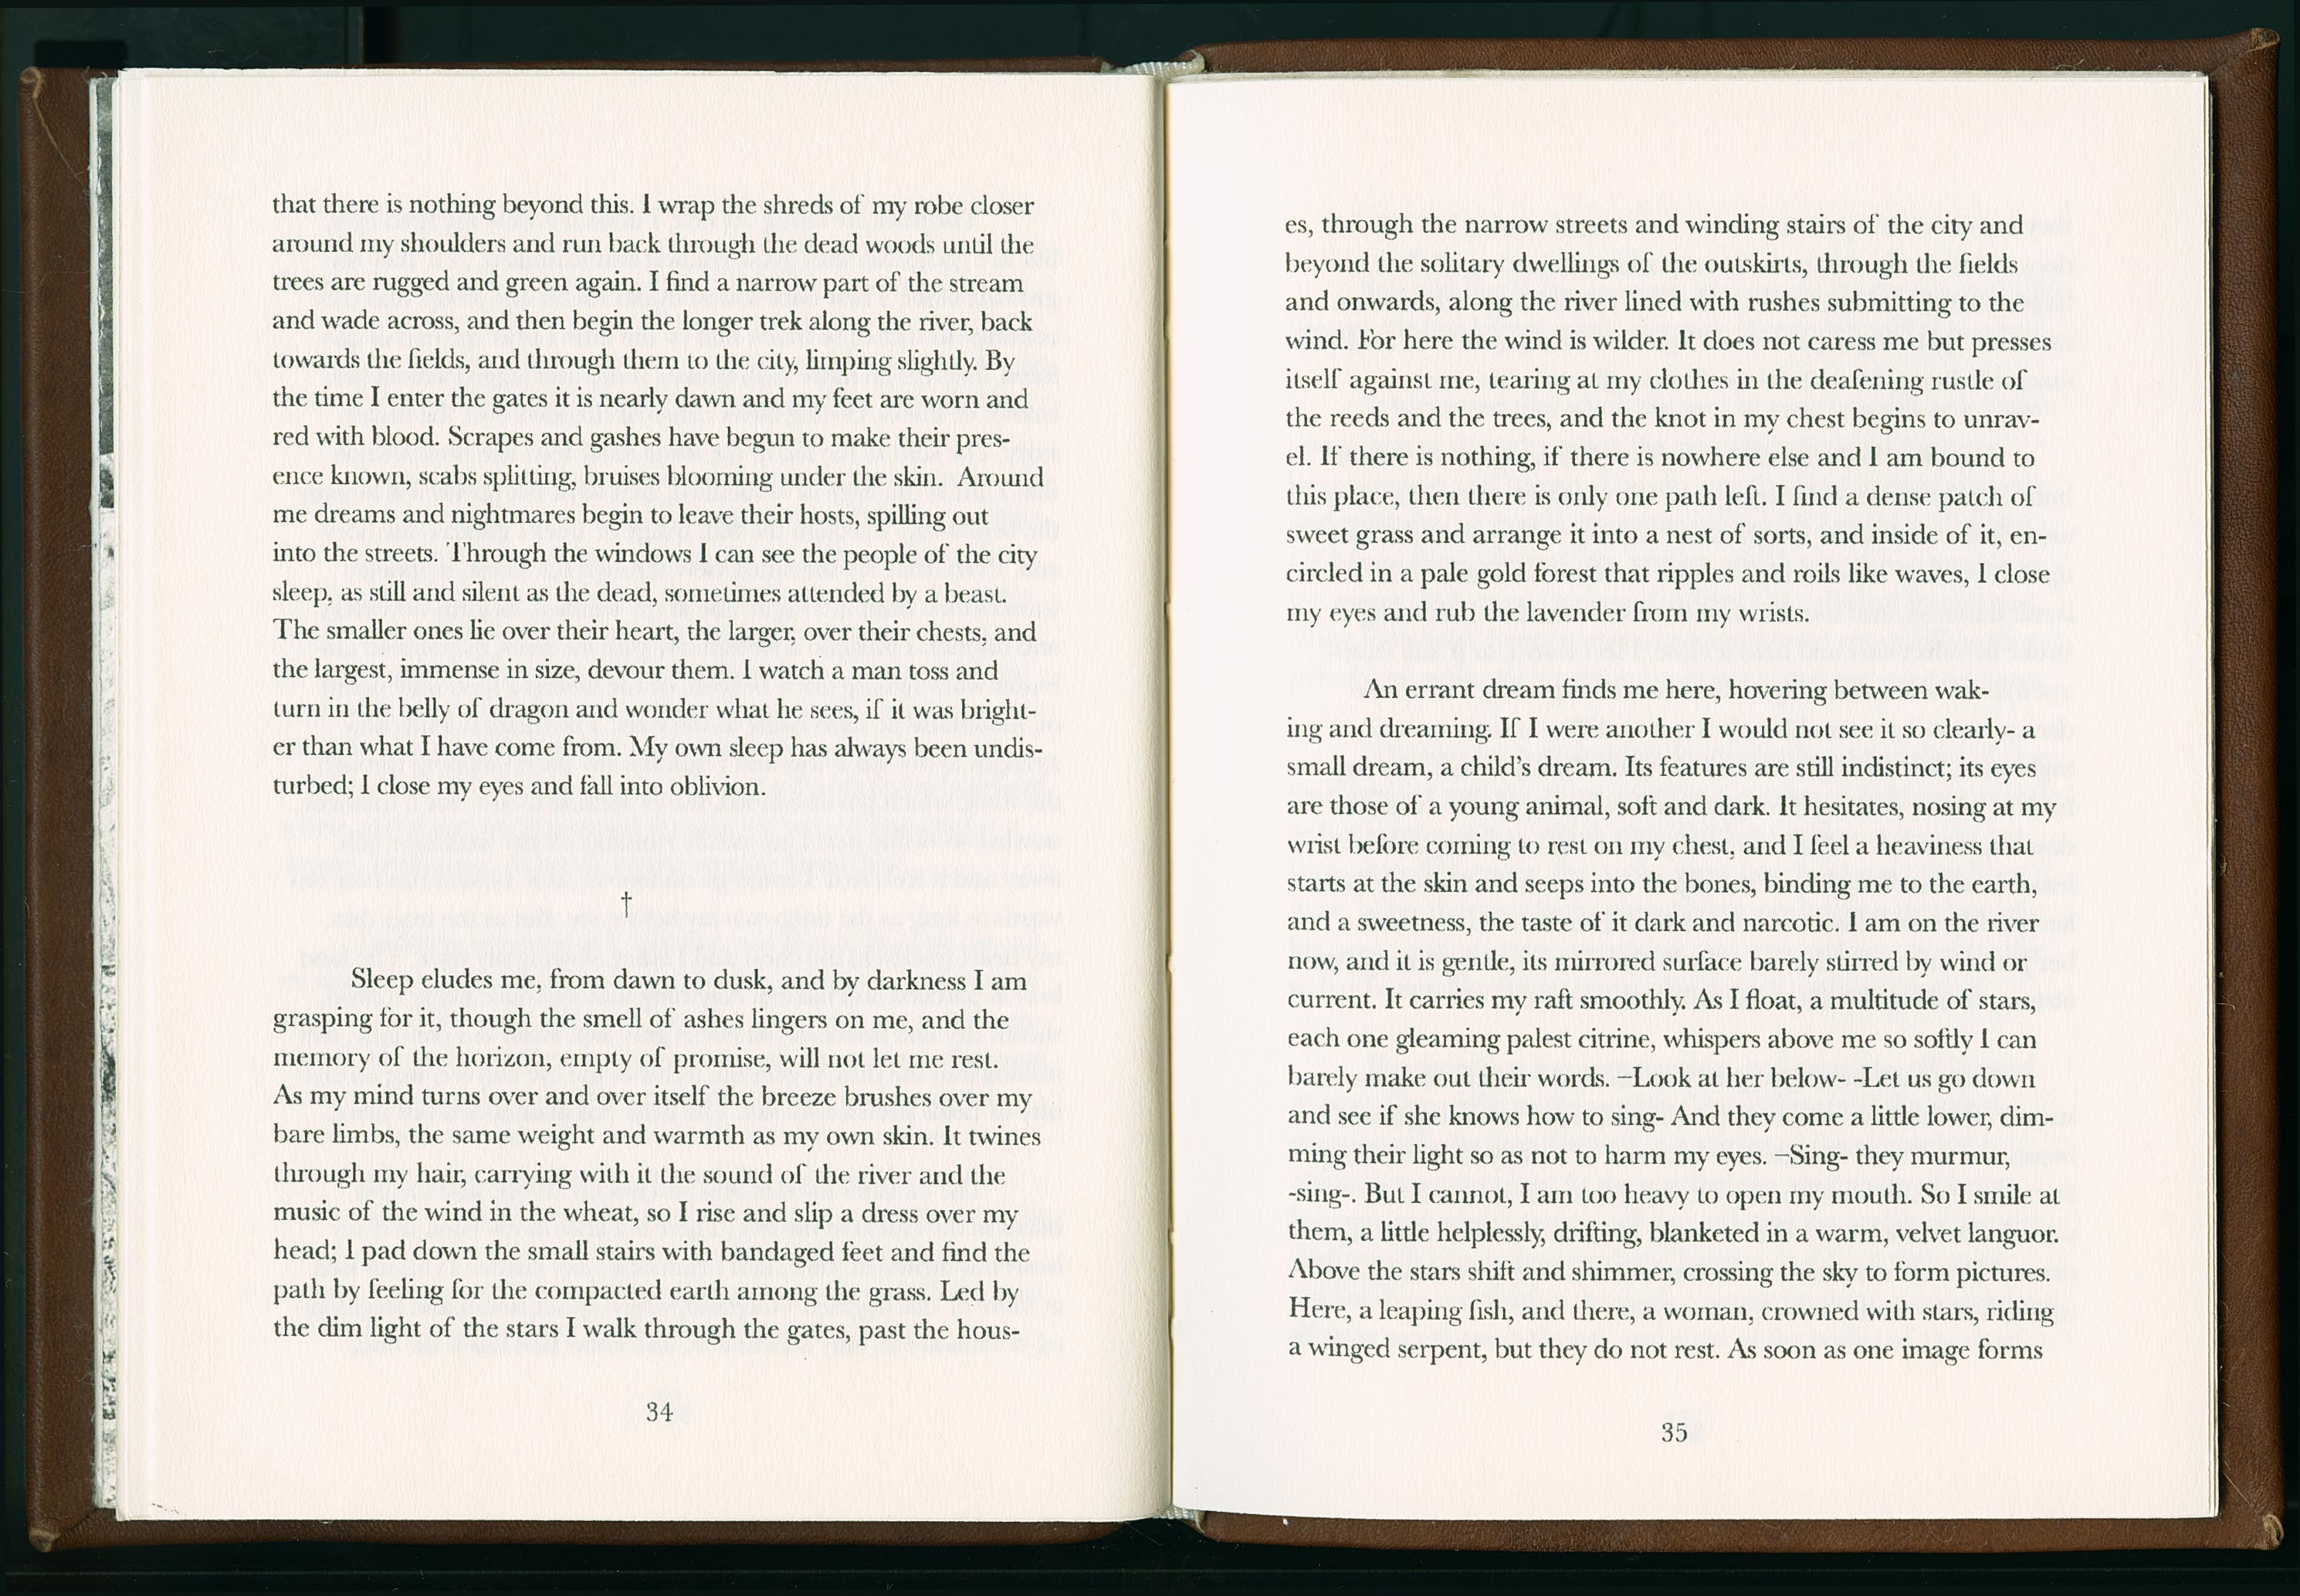 that there is nothing beyond this. I wrap the shreds of my robe closer
around my shoulders and run back through the dead woods until the
trees are rugged and green again. I find a narrow part of the stream
and wade across, and then begin the longer trek along the river, back
towards the fields, and through them to the city, limping slightly. By
the time I enter the gates it is nearly dawn and my feet are worn and
red with blood. Scrapes and gashes have begun to make their pres-
ence known, scabs splitting, bruises blooming under the skin.  Around
me dreams and nightmares begin to leave their hosts, spilling out
into the streets. Through the windows I can see the people of the city
sleep, as still and silent as the dead, sometimes attended by a beast.
The smaller ones lie over their heart, the larger, over their chests, and
the largest, immense in size, devour them. I watch a man toss and
turn in the belly of dragon and wonder what he sees, if it was bright-
er than what I have come from. My own sleep has always been undis-
turbed; I close my eyes and fall into oblivion.
†
Sleep eludes me, from dawn to dusk, and by darkness I am
grasping for it, though the smell of ashes lingers on me, and the
memory of the horizon, empty of promise, will not let me rest.
As my mind turns over and over itself the breeze brushes over my
bare limbs, the same weight and warmth as my own skin. It twines
through my hair, carrying with it the sound of the river and the
music of the wind in the wheat, so I rise and slip a dress over my
head; I pad down the small stairs with bandaged feet and find the
path by feeling for the compacted earth among the grass. Led by
the dim light of the stars I walk through the gates, past the hous-
34
es, through the narrow streets and winding stairs of the city and
beyond the solitary dwellings of the outskirts, through the fields
and onwards, along the river lined with rushes submitting to the
wind. For here the wind is wilder. It does not caress me but presses
itself against me, tearing at my clothes in the deafening rustle of
the reeds and the trees, and the knot in my chest begins to unrav-
el. If there is nothing, if there is nowhere else and I am bound to
this place, then there is only one path left. I find a dense patch of
sweet grass and arrange it into a nest of sorts, and inside of it, en-
circled in a pale gold forest that ripples and roils like waves, I close
my eyes and rub the lavender from my wrists.
An errant dream finds me here, hovering between wak-
ing and dreaming. If I were another I would not see it so clearly- a
small dream, a child’s dream. Its features are still indistinct; its eyes
are those of a young animal, soft and dark. It hesitates, nosing at my
wrist before coming to rest on my chest, and I feel a heaviness that
starts at the skin and seeps into the bones, binding me to the earth,
and a sweetness, the taste of it dark and narcotic. I am on the river
now, and it is gentle, its mirrored surface barely stirred by wind or
current. It carries my raft smoothly. As I float, a multitude of stars,
each one gleaming palest citrine, whispers above me so softly I can
barely make out their words. –Look at her below- -Let us go down
and see if she knows how to sing- And they come a little lower, dim-
ming their light so as not to harm my eyes. –Sing- they murmur,
-sing-. But I cannot, I am too heavy to open my mouth. So I smile at
them, a little helplessly, drifting, blanketed in a warm, velvet languor.
Above the stars shift and shimmer, crossing the sky to form pictures.
Here, a leaping fish, and there, a woman, crowned with stars, riding
a winged serpent, but they do not rest. As soon as one image forms
35